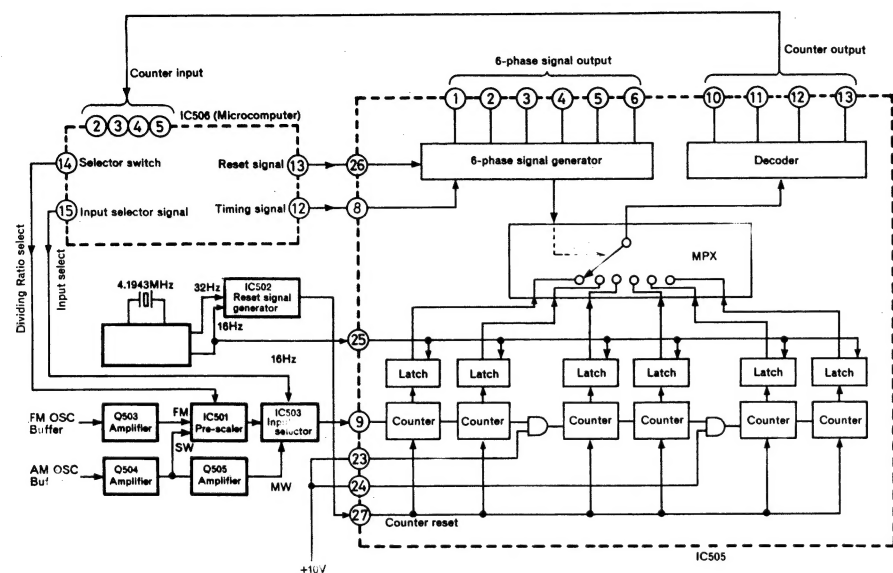 Counter input
6-phase signal output
Counter output
2 3 4 5
IC506 (Microcomputer)
1 2 3 4 5 6
10 11 12 13
14 Selector switch
Reset signal 13
26
6-phase signal generator
Decoder
15 Input selector signal
Timing signal 12
8
MPX
Dividing Ratio select
Input select
4.1943MHz
32Hz
IC502
Reset signal
generator
16Hz
16Hz
25
Latch
Latch
Latch
Latch
Latch
Latch
FM OSC
Buffer
Q503
Amplifier
FM
IC501
Pre-scaler
IC503
Input
selector
9
Counter
Counter
Counter
Counter
Counter
Counter
SW
23
AM OSC
Q504
Amplifier
Q505
Amplifier
MW
24
27
Counter reset
+10V
IC505